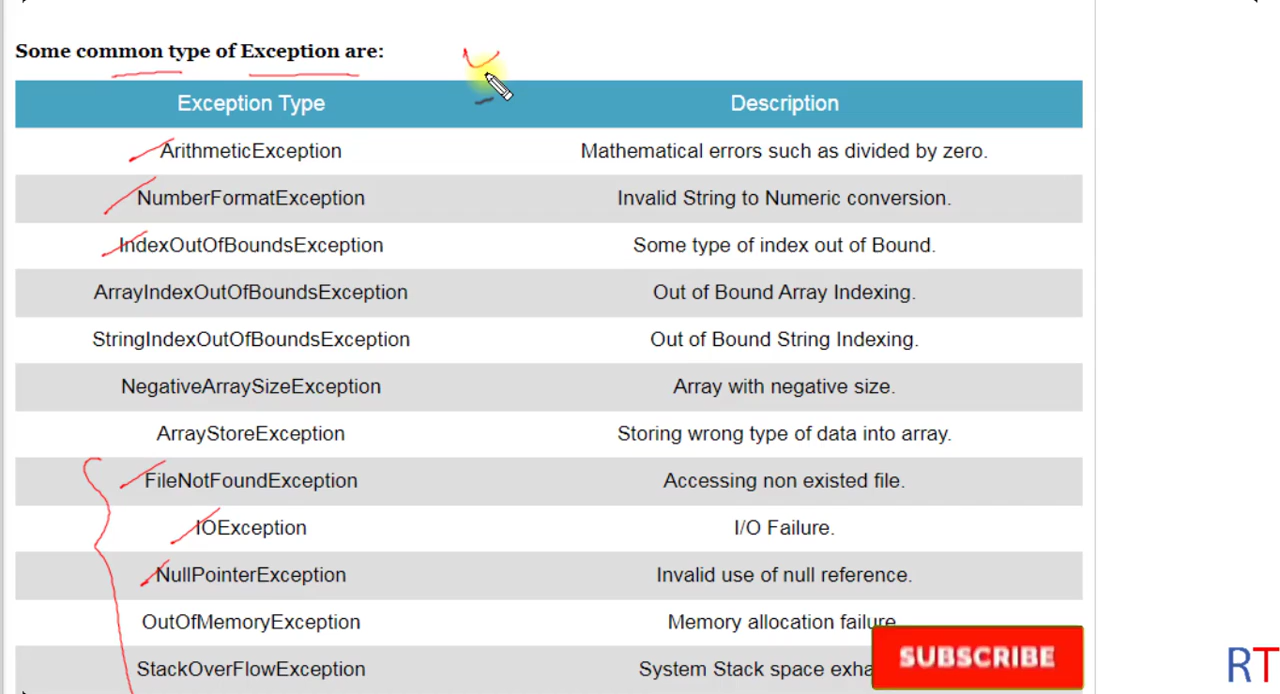 Some common type of Exception are:
Exception Type Description
ArithmeticException Mathematical errors such as divided by zero.
NumberFormatException Invalid String to Numeric conversion.
IndexOutOfBoundsException Some type of index out of Bound.
ArrayIndexOutOfBoundsException Out of Bound Array Indexing.
StringIndexOutOfBoundsException Out of Bound String Indexing.
NegativeArraySizeException Array with negative size.
ArrayStoreException Storing wrong type of data into array.
FileNotFoundException Accessing non existed file.
IOException I/O Failure.
NullPointerException Invalid use of null reference.
OutOfMemoryException Memory allocation failure
StackOverFlowException System Stack space
SUBSCRIBE
RT